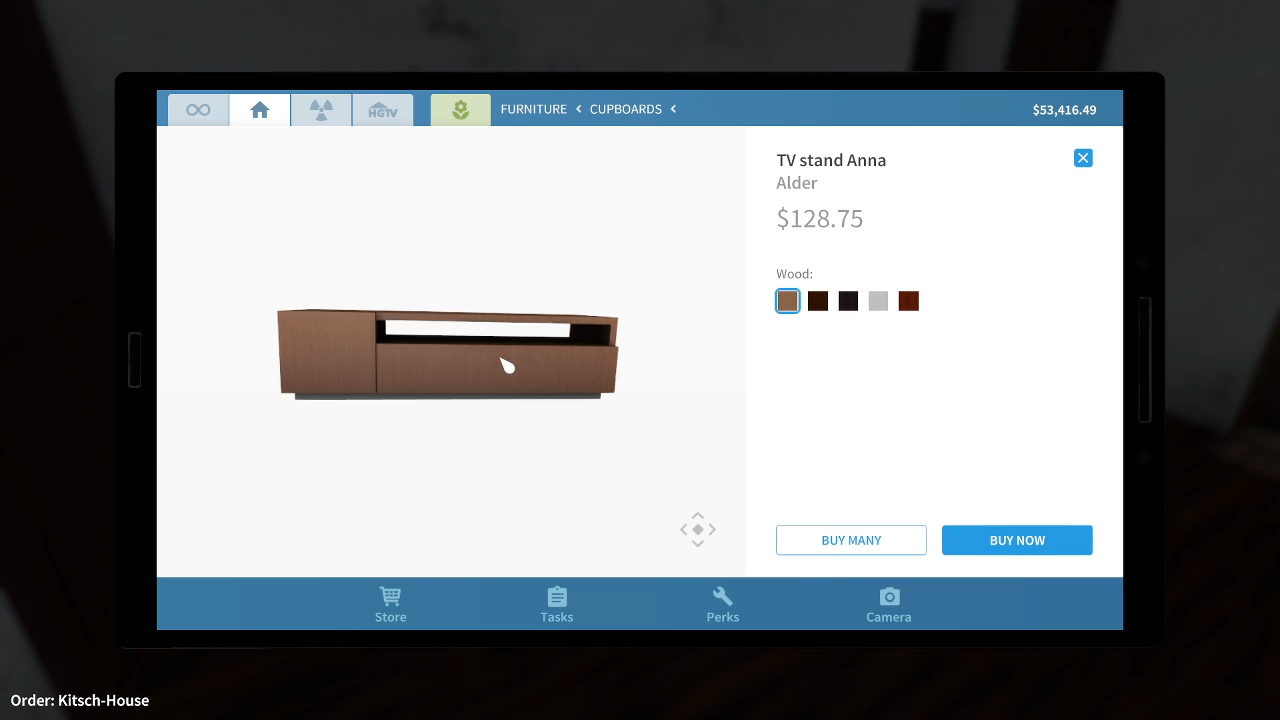 HGTV
FURNITURE < CUPBOARDS <
$53,416.49
TV stand Anna
Alder
$128.75
Wood:
BUY MANY
BUY NOW
Store
Tasks
Perks
Camera
Order: Kitsch-House